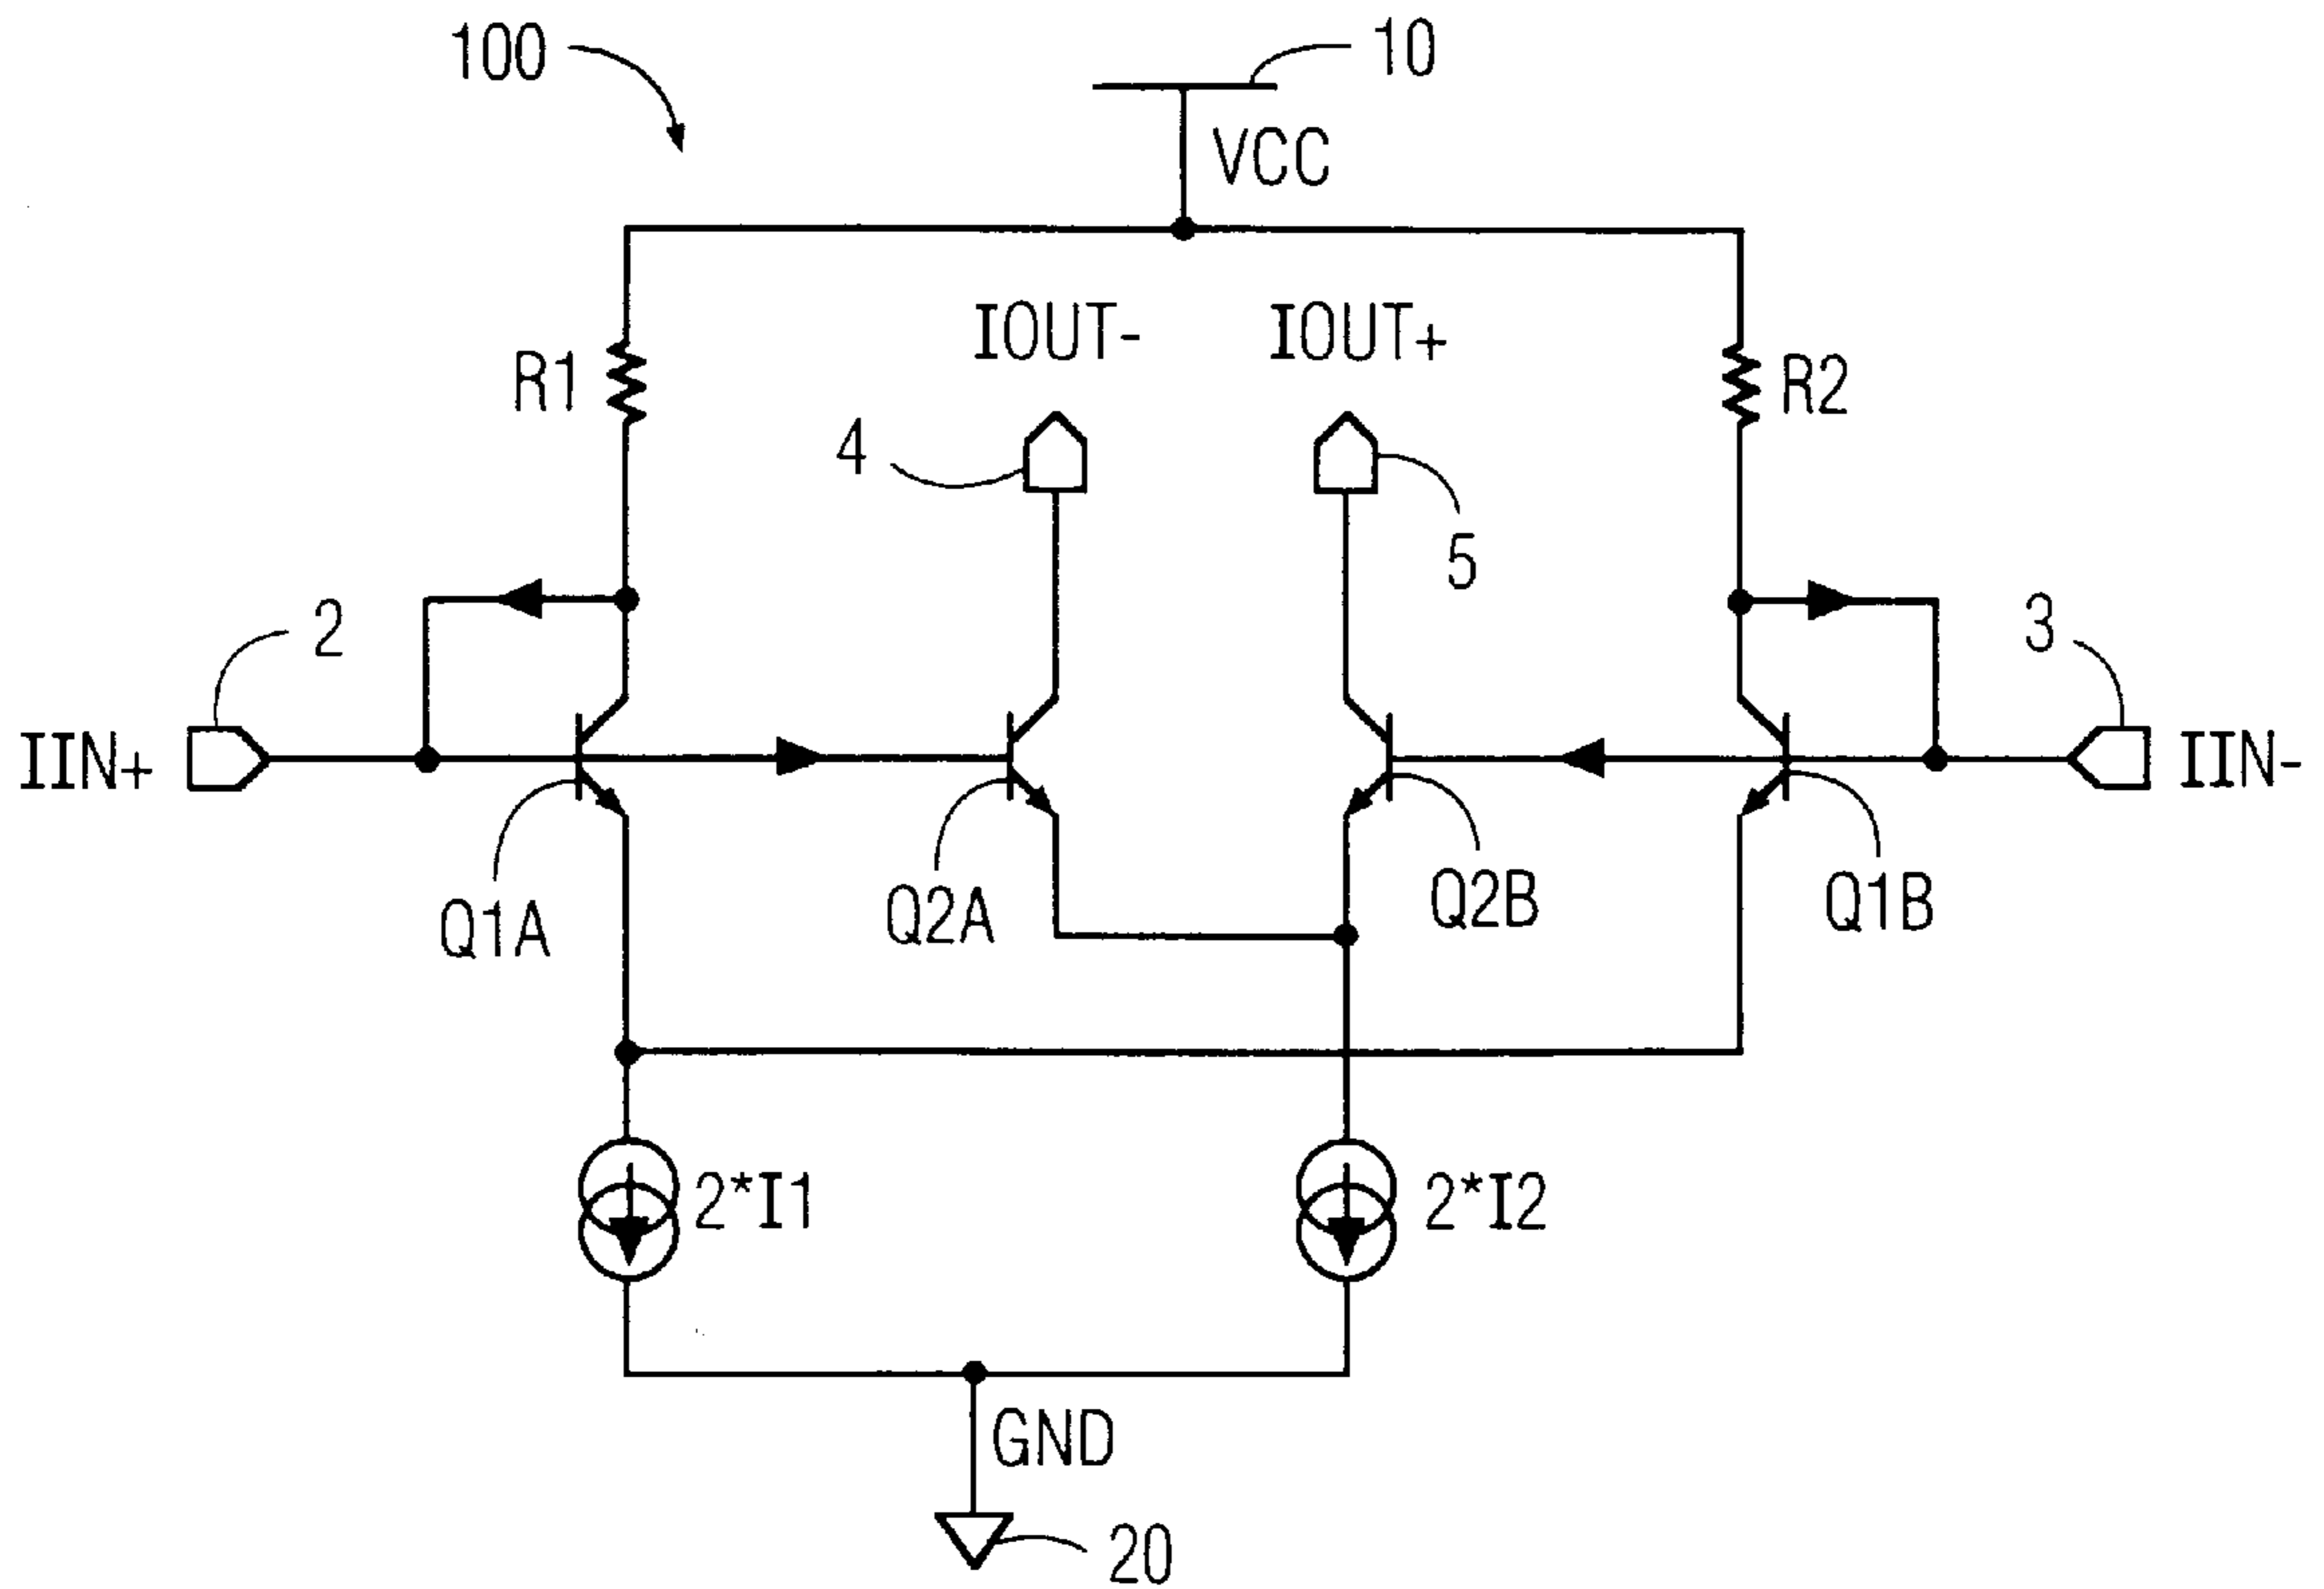 100
10
VCC
IOUT-
IOUT+
R1
R2
4
5
2
3
IIN+
IIN-
Q1A
Q2A
Q2B
Q1B
2*I1
2*I2
GND
20